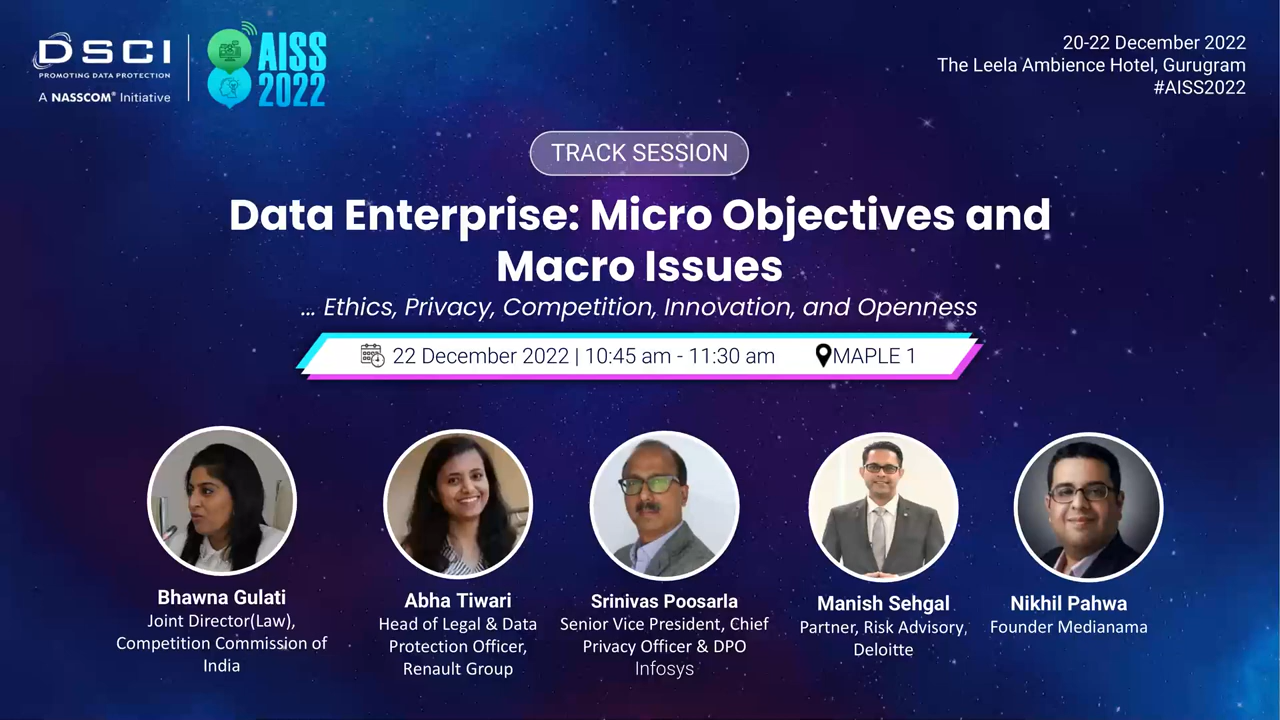 DSCI
PROMOTING DATA PROTECTION
A NASSCOM® Initiative
AISS
2022
20-22 December 2022
The Leela Ambience Hotel, Gurugram
#AISS2022
TRACK SESSION
Data Enterprise: Micro Objectives and
Macro Issues
... Ethics, Privacy, Competition, Innovation, and Openness
22 December 2022 | 10:45 am - 11:30 am
MAPLE 1
Bhawna Gulati
Joint Director(Law),
Competition Commission of
India
Abha Tiwari
Head of Legal & Data
Protection Officer,
Renault Group
Srinivas Poosarla
Senior Vice President, Chief
Privacy Officer & DPO
Infosys
Manish Sehgal
Partner, Risk Advisory,
Deloitte
Nikhil Pahwa
Founder Medianama